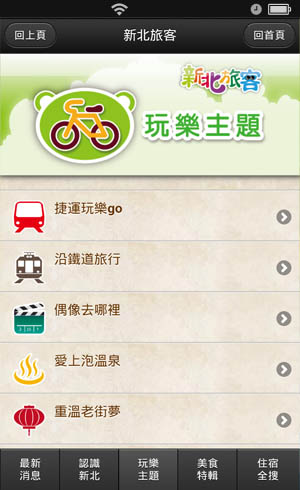 回上頁 新北旅客 回首頁
新北旅客
玩樂主題
捷運玩樂go
沿鐵道旅行
偶像去哪裡
愛上泡溫泉
重溫老街夢
最新 認識 玩樂 美食 住宿
消息 新北 主題 特輯 全搜